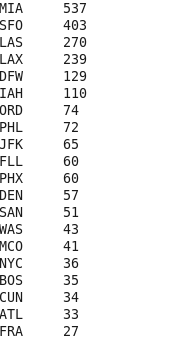 MIA 537
SFO 403
LAS 270
LAX 239
DFW 129
IAH 110
ORD 74
PHL 72
JFK 65
FLL 60
PHX 60
DEN 57
SAN 51
WAS 43
MCO 41
NYC 36
BOS 35
CUN 34
ATL 33
FRA 27